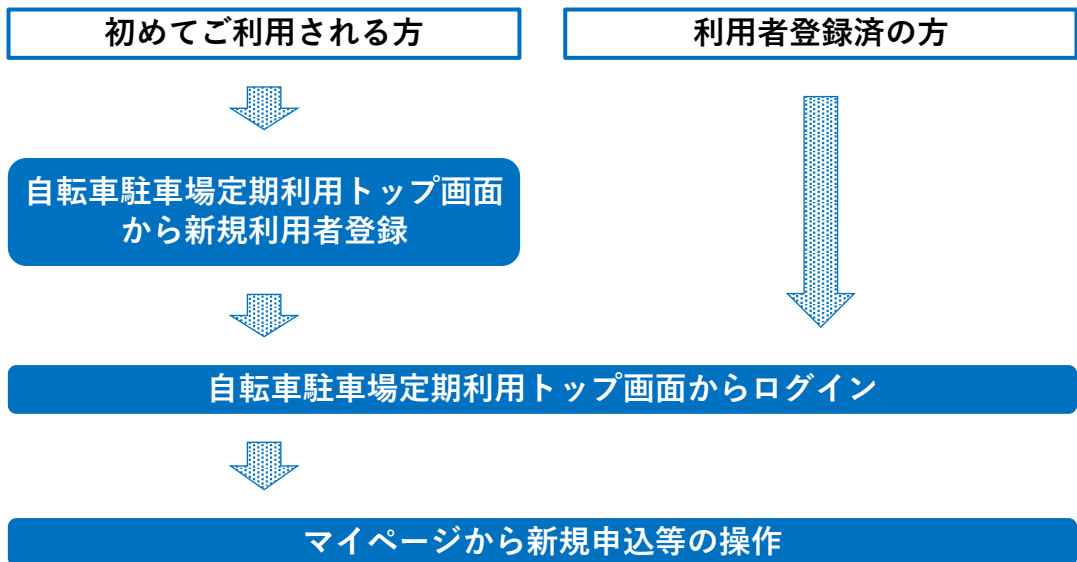 初めてご利用される方
利用者登録済の方
自転車駐車場定期利用トップ画面
から新規利用者登録
自転車駐車場定期利用トップ画面からログイン
マイページから新規申込等の操作